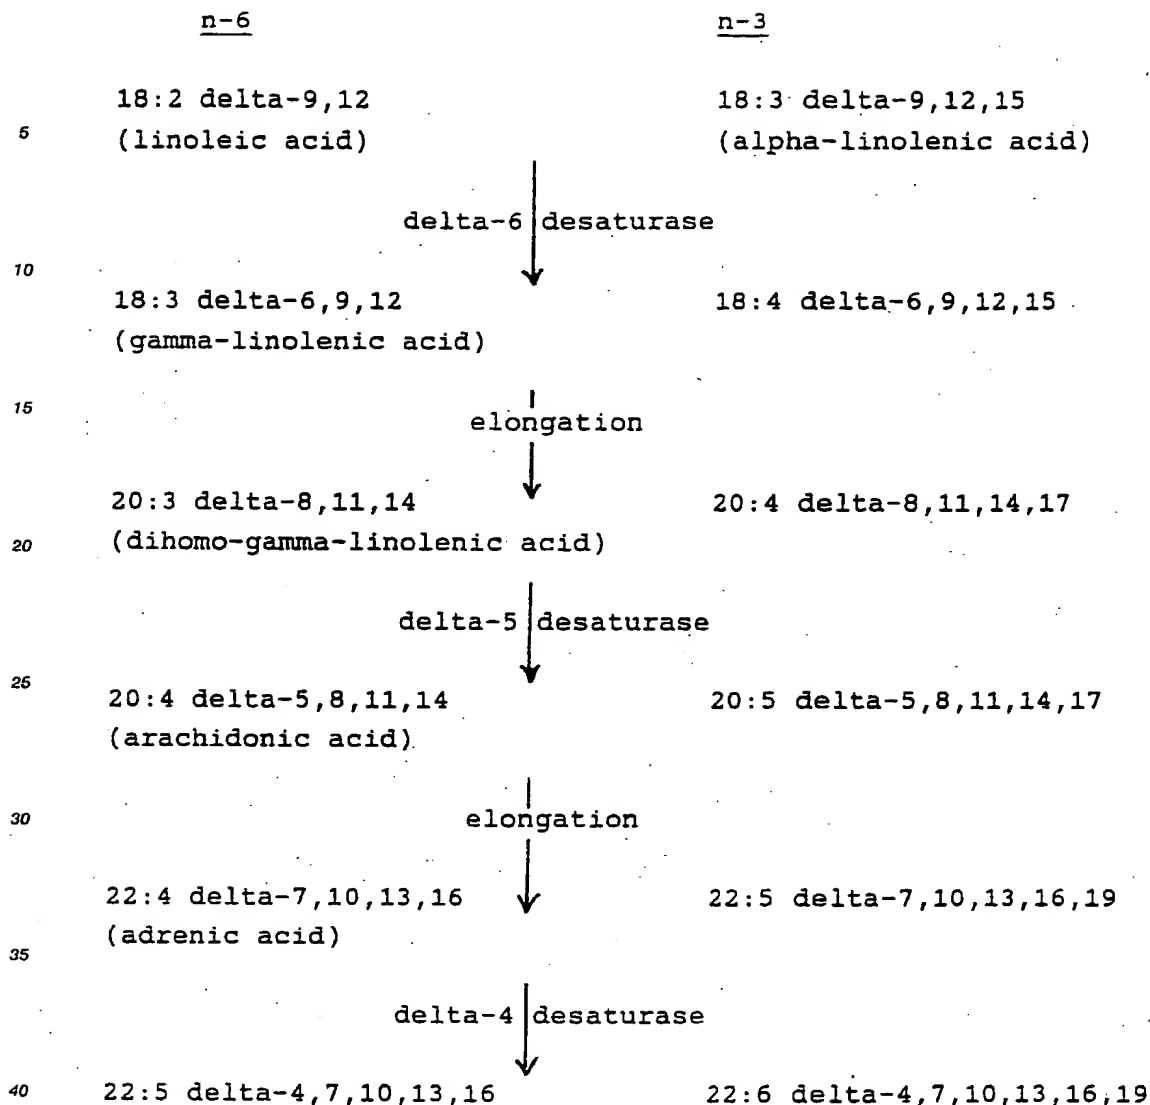 n-6 n-3
18:2 delta-9,12 18:3 delta-9,12,15
5 (linoleic acid) (alpha-linolenic acid)
delta-6 desaturase
10
18:3 delta-6,9,12 18:4 delta-6,9,12,15
(gamma-linolenic acid)
15
elongation
20:3 delta-8,11,14 20:4 delta-8,11,14,17
20 (dihomo-gamma-linolenic acid)
delta-5 desaturase
25
20:4 delta-5,8,11,14 20:5 delta-5,8,11,14,17
(arachidonic acid)
30 elongation
22:4 delta-7,10,13,16 22:5 delta-7,10,13,16,19
(adrenic acid)
35
delta-4 desaturase
40 22:5 delta-4,7,10,13,16 22:6 delta-4,7,10,13,16,19